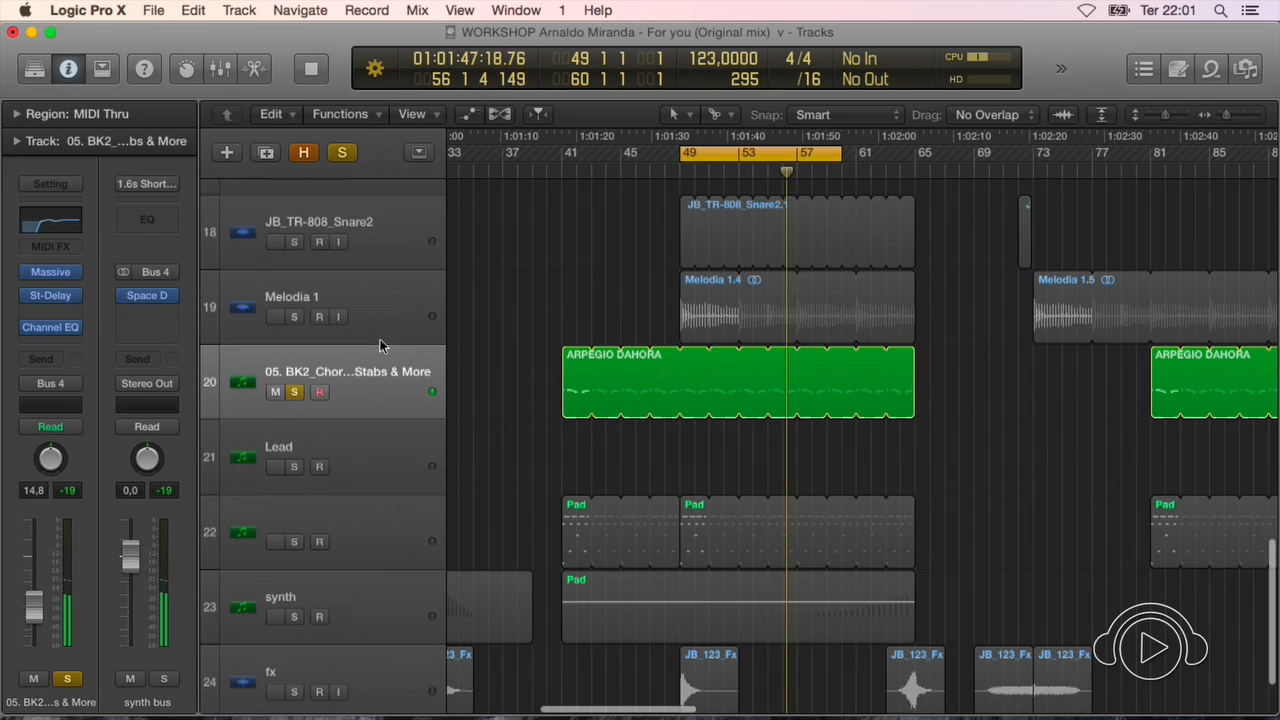 Logic Pro X File Edit Track Navigate Record Mix View Window 1 Help Ter 22:01
WORKSHOP Arnaldo Miranda - For you (Original mix) v - Tracks
01:01:47:18.76 0049 1 1 001 123,0000 4/4 No In CPU
0056 1 4 149 0060 1 1 001 295 /16 No Out HD
Region: MIDI Thru Edit Functions View Snap: Smart Drag: No Overlap
Track: 05. BK2_...bs & More
:00 1:01:10 1:01:20 1:01:30 1:01:40 1:01:50 1:02:00 1:02:10 1:02:20 1:02:30 1:02:40 1:02
H S 33 37 41 45 49 53 57 61 65 69 73 77 81 85 89
Setting 1.6s Short...
EQ
MIDI FX
Massive Bus 4
St-Delay Space D
Channel EQ
Send Send
Bus 4 Stereo Out
Read Read
14,8 -19 0,0 -19
M S M S
05. BK2...s & More synth bus
18 JB_TR-808_Snare2 JB_TR-808_Snare2.1
S R I
19 Melodia 1 Melodia 1.4 Melodia 1.5
S R I
20 05. BK2_Chor...Stabs & More ARPEGIO DAHORA ARPEGIO DAHORA
M S R
21 Lead
S R
22 Pad Pad Pad
S R
23 synth Pad
S R
24 fx 23_Fx JB_123_Fx JB_123_Fx JB_123_Fx JB_123_Fx
S R I